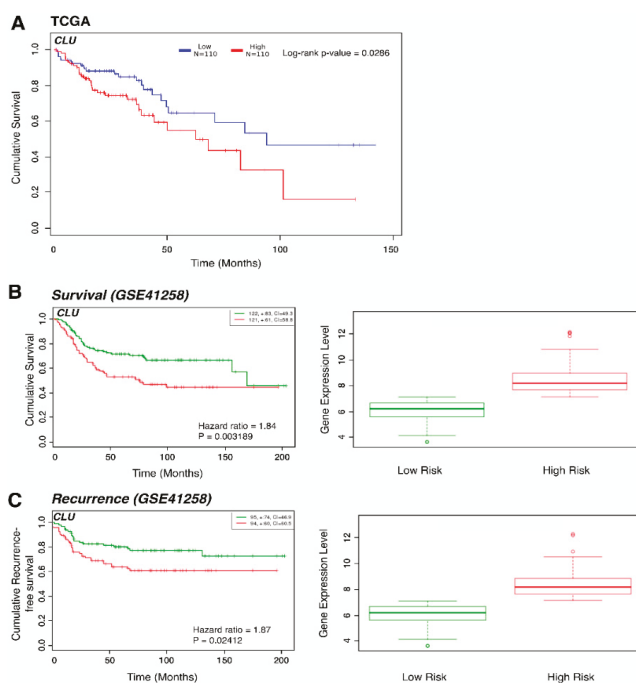 A
TCGA
CLU
Low
N=110
High
N=110
Log-rank p-value = 0.0286
Cumulative Survival
1.0
0.8
0.6
0.4
0.2
0.0
0
50
100
150
Time (Months)
B
Survival (GSE41258)
CLU
Cumulative Survival
1.0
0.8
0.6
0.4
0.2
0.0
Hazard ratio = 1.84
P = 0.003189
0
50
100
150
200
Time (Months)
Gene Expression Level
12
10
8
6
4
Low Risk
High Risk
C
Recurrence (GSE41258)
CLU
Cumulative Recurrence-
free survival
1.0
0.8
0.6
0.4
0.2
0.0
Hazard ratio = 1.87
P = 0.02412
0
50
100
150
200
Time (Months)
Gene Expression Level
12
10
8
6
4
Low Risk
High Risk